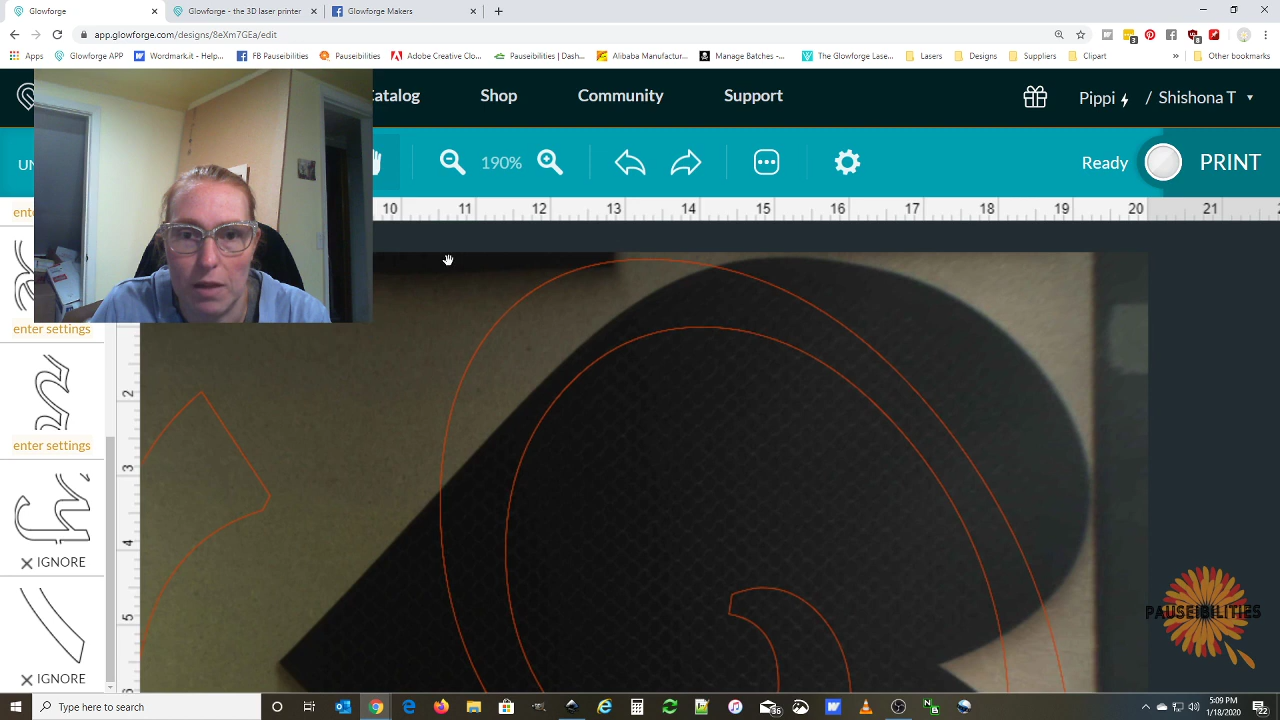 Glowforge
Glowforge - the 3D laser printer
Glowforge Makers
app.glowforge.com/designs/8eXm7GEa/edit
Apps
Glowforge APP
Wordmark.it - Help...
FB Pauseibilities
Pauseibilities | Dash...
Adobe Creative Clo...
Pauseibilities | Dashb...
Alibaba Manufactur...
Manage Batches -...
The Glowforge Lase...
Lasers
Designs
Suppliers
Clipart
»
Other bookmarks
Catalog
Shop
Community
Support
Pippi / Shishona T
UN
190%
Ready
PRINT
10 11 12 13 14 15 16 17 18 19 20 21
enter settings
enter settings
IGNORE
IGNORE
2
3
4
5
PAUSEIBILITIES
Type here to search
5:09 PM
1/18/2020